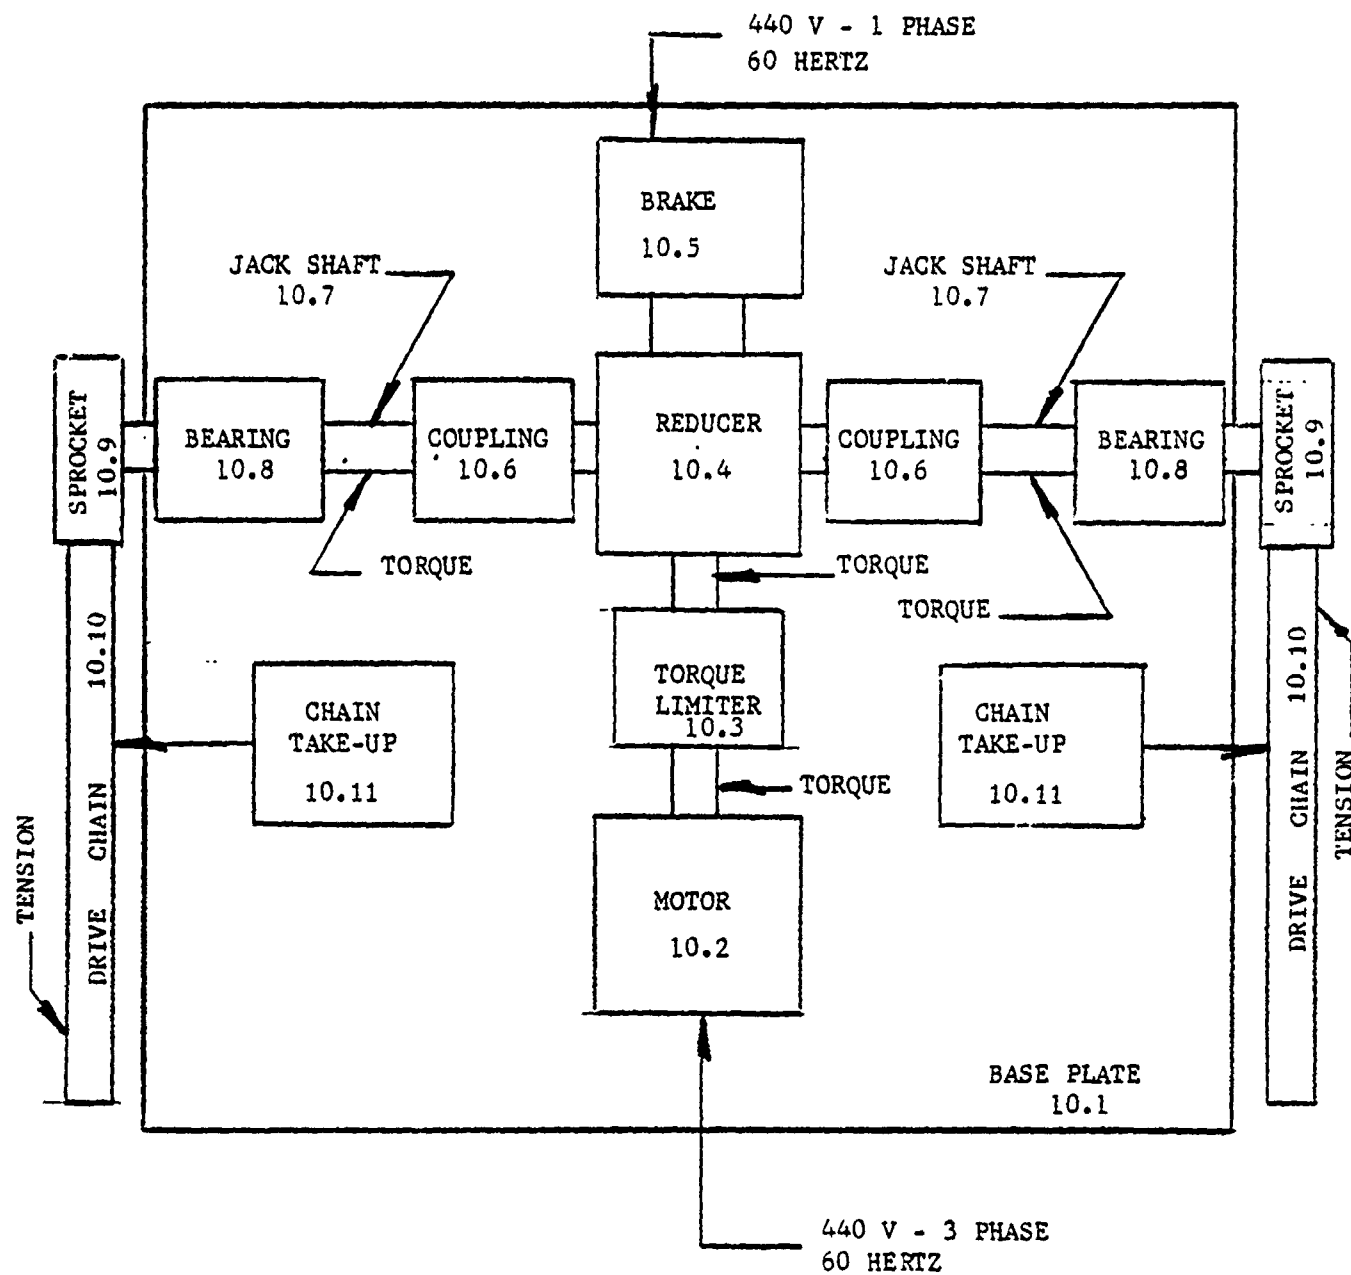 440 V - 1 PHASE
60 HERTZ
BRAKE
10.5
JACK SHAFT
10.7
JACK SHAFT
10.7
SPROCKET
10.9
BEARING
10.8
COUPLING
10.6
REDUCER
10.4
COUPLING
10.6
BEARING
10.8
SPROCKET
10.9
TORQUE
TORQUE
TORQUE
TORQUE
LIMITER
10.3
CHAIN
TAKE-UP
10.11
CHAIN
TAKE-UP
10.11
TORQUE
DRIVE CHAIN 10.10
DRIVE CHAIN 10.10
TENSION
TENSION
MOTOR
10.2
BASE PLATE
10.1
440 V - 3 PHASE
60 HERTZ